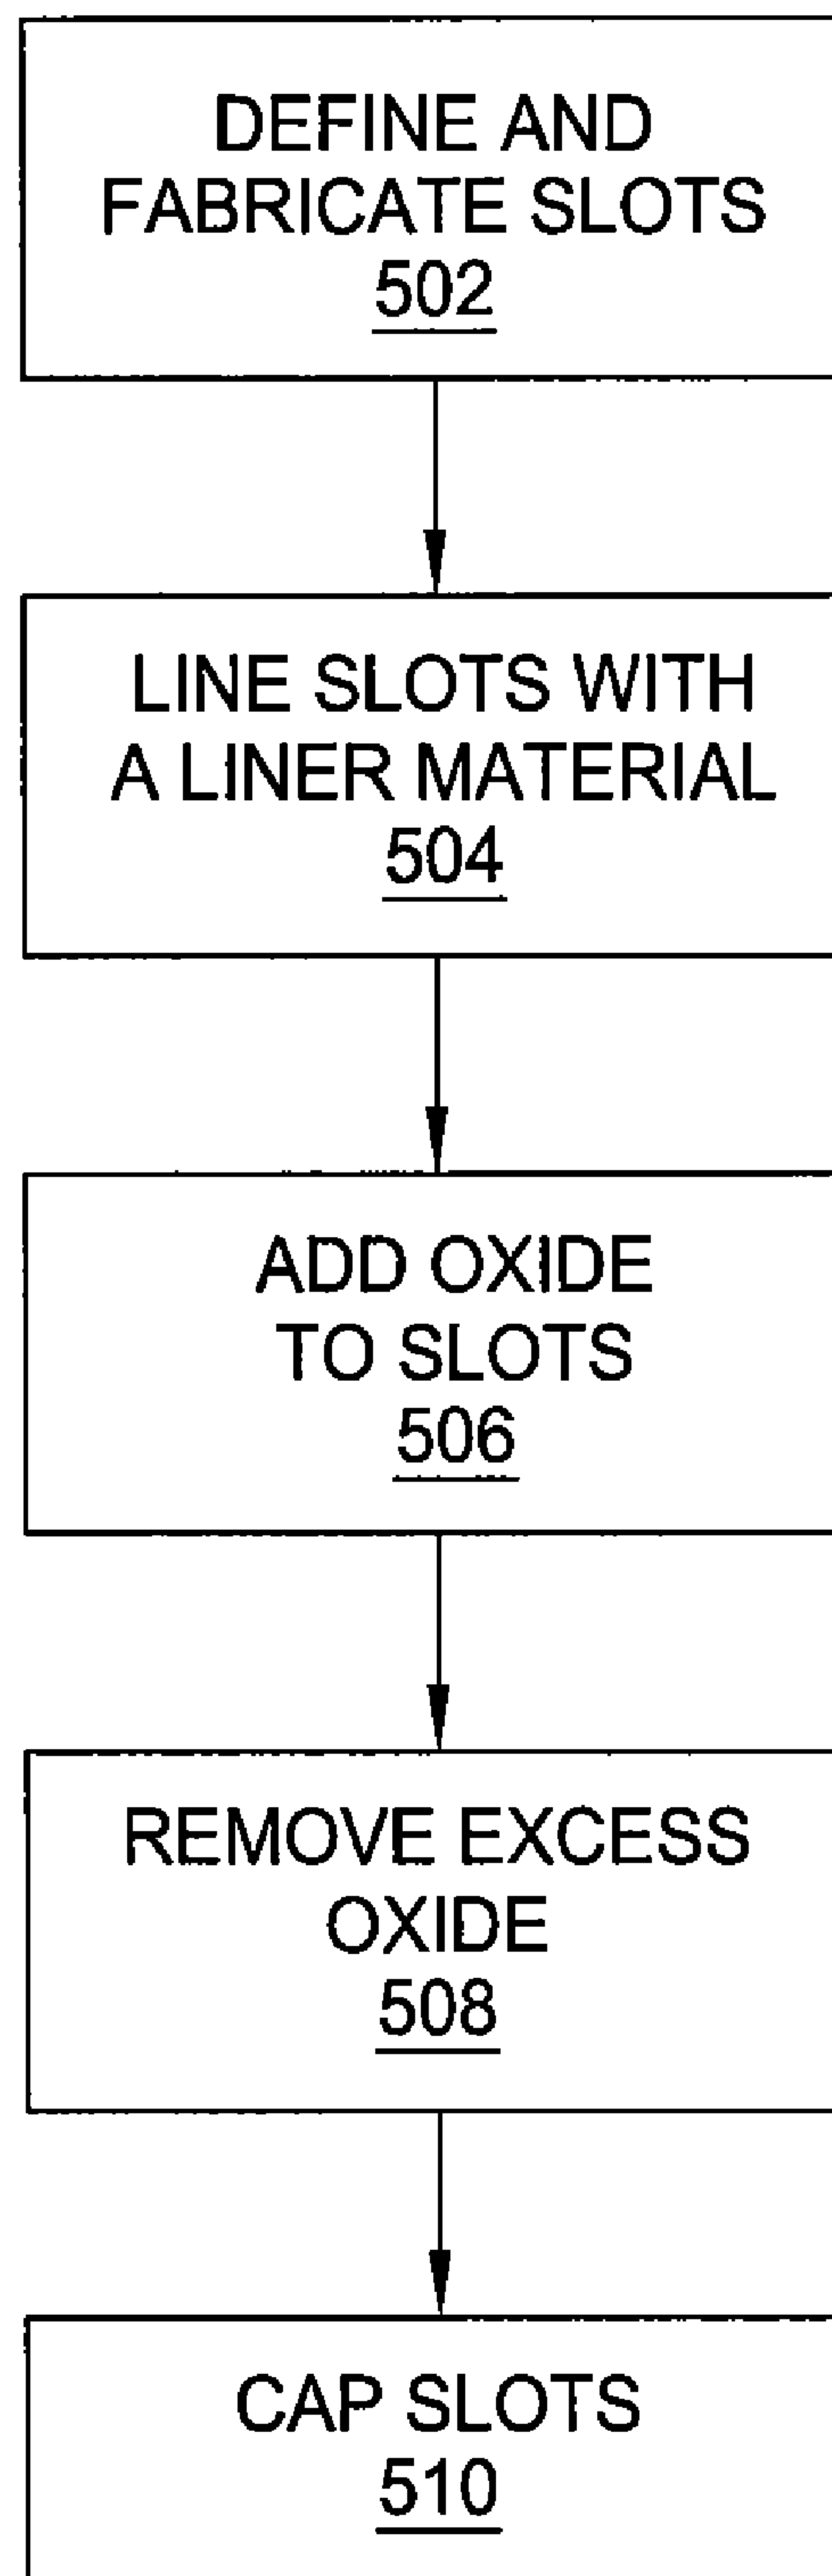 DEFINE AND
FABRICATE SLOTS
502
LINE SLOTS WITH
A LINER MATERIAL
504
ADD OXIDE
TO SLOTS
506
REMOVE EXCESS
OXIDE
508
CAP SLOTS
510